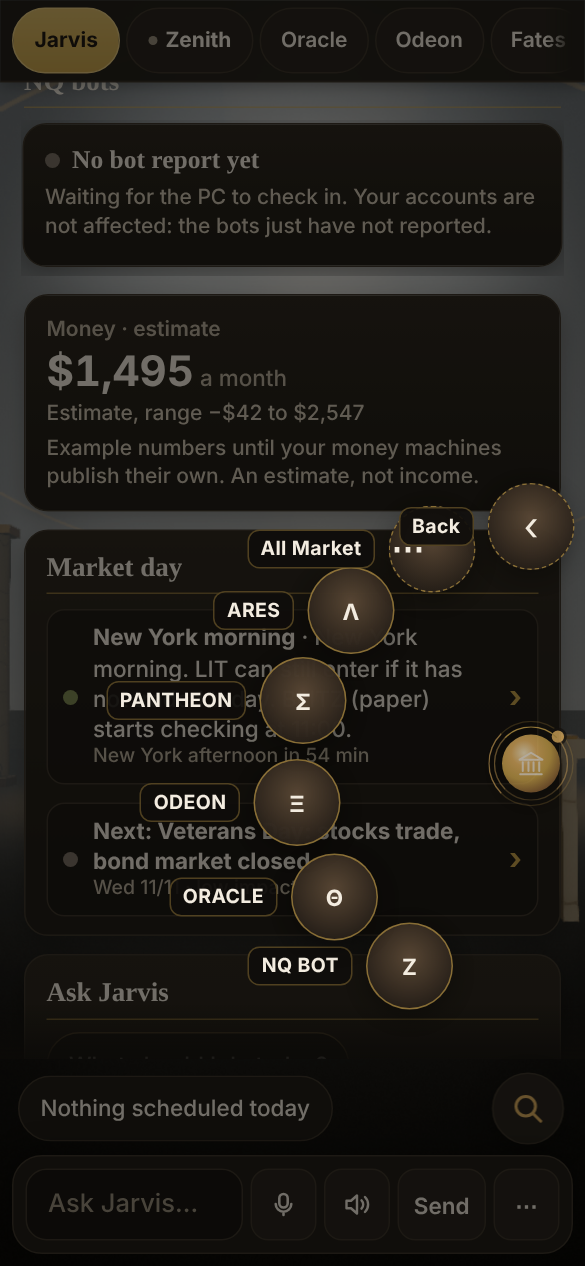 Jarvis
Zenith
Oracle
Odeon
Fates
NQ bots
No bot report yet
Waiting for the PC to check in. Your accounts are
not affected: the bots just have not reported.
Money · estimate
$1,495 a month
Estimate, range −$42 to $2,547
Example numbers until your money machines
publish their own. An estimate, not income.
Back
‹
All Market
...
Market day
ARES
Λ
New York morning ·
morning. LIT can enter if it has
PANTHEON
Σ
(paper)
starts checking
New York afternoon in 54 min
ODEON
Ξ
Next: Veterans stocks trade,
bond market closed
Wed 11/1
ORACLE
Θ
NQ BOT
Z
Ask Jarvis
Nothing scheduled today
Ask Jarvis...
Send
...